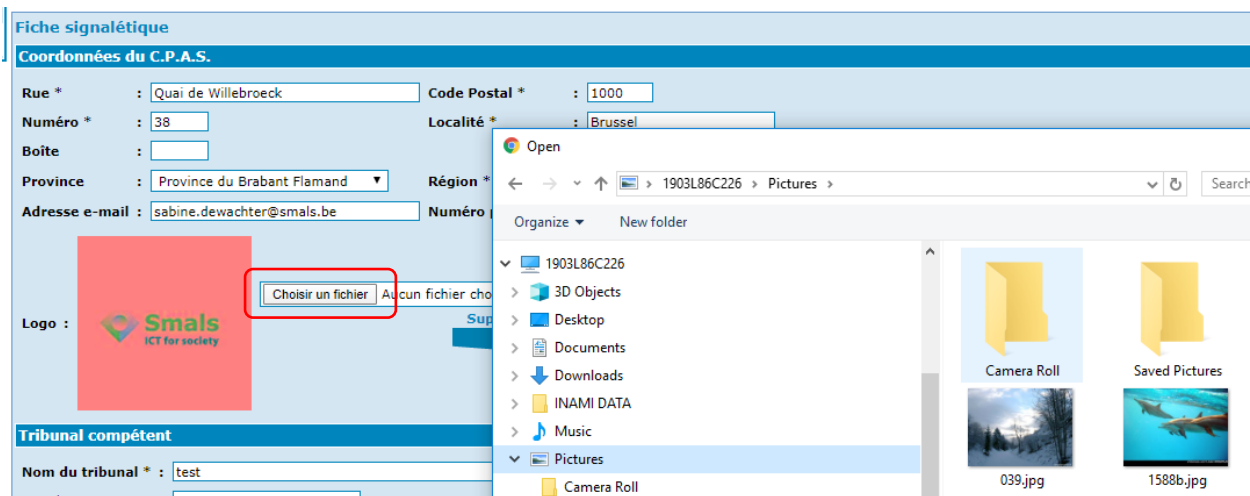 Fiche signalétique
Coordonnées du C.P.A.S.
Rue * : Quai de Willebroeck Code Postal * : 1000
Numéro * : 38 Localité * : Brussel
Boîte :
Province : Province du Brabant Flamand Région *
Adresse e-mail : sabine.dewachter@smals.be Numéro
Logo : Smals
ICT for society
Choisir un fichier Aucun fichier cho
Sup
Tribunal compétent
Nom du tribunal * : test
Open
1903L86C226 > Pictures >
Search
Organize New folder
1903L86C226
3D Objects
Desktop
Documents
Downloads
INAMI DATA
Music
Pictures
Camera Roll
Camera Roll Saved Pictures
039.jpg 1588b.jpg